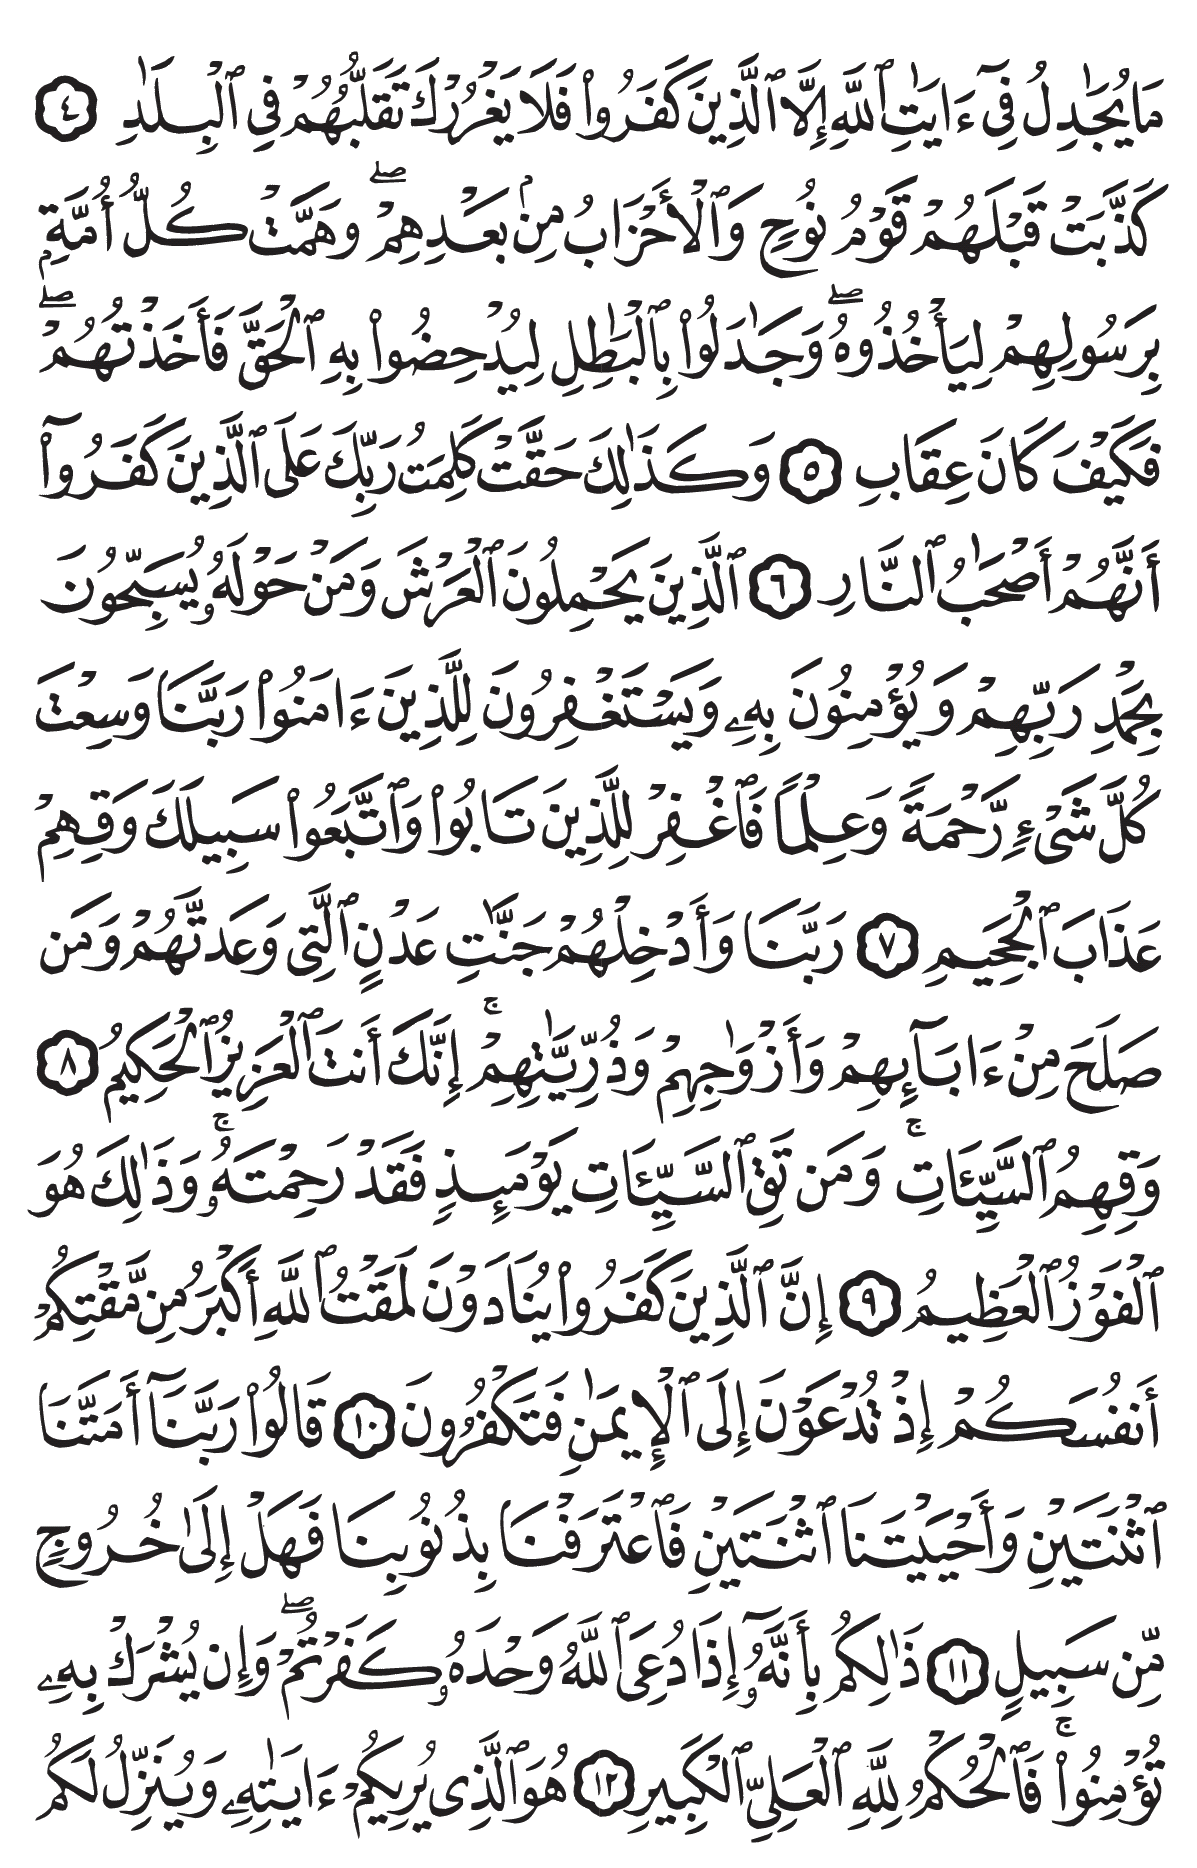 مَا يُجَٰدِلُ فِىٓ ءَايَٰتِ ٱللَّهِ إِلَّا ٱلَّذِينَ كَفَرُوا۟ فَلَا يَغْرُرْكَ تَقَلُّبُهُمْ فِى ٱلْبِلَٰدِ ٤
كَذَّبَتْ قَبْلَهُمْ قَوْمُ نُوحٍ وَٱلْأَحْزَابُ مِنۢ بَعْدِهِمْ ۖ وَهَمَّتْ كُلُّ أُمَّةٍۭ
بِرَسُولِهِمْ لِيَأْخُذُوهُ ۖ وَجَٰدَلُوا۟ بِٱلْبَٰطِلِ لِيُدْحِضُوا۟ بِهِ ٱلْحَقَّ فَأَخَذْتُهُمْ ۖ
فَكَيْفَ كَانَ عِقَابِ ٥ وَكَذَٰلِكَ حَقَّتْ كَلِمَتُ رَبِّكَ عَلَى ٱلَّذِينَ كَفَرُوٓا۟
أَنَّهُمْ أَصْحَٰبُ ٱلنَّارِ ٦ ٱلَّذِينَ يَحْمِلُونَ ٱلْعَرْشَ وَمَنْ حَوْلَهُۥ يُسَبِّحُونَ
بِحَمْدِ رَبِّهِمْ وَيُؤْمِنُونَ بِهِۦ وَيَسْتَغْفِرُونَ لِلَّذِينَ ءَامَنُوا۟ رَبَّنَا وَسِعْتَ
كُلَّ شَىْءٍ رَّحْمَةً وَعِلْمًا فَٱغْفِرْ لِلَّذِينَ تَابُوا۟ وَٱتَّبَعُوا۟ سَبِيلَكَ وَقِهِمْ
عَذَابَ ٱلْجَحِيمِ ٧ رَبَّنَا وَأَدْخِلْهُمْ جَنَّٰتِ عَدْنٍ ٱلَّتِى وَعَدتَّهُمْ وَمَن
صَلَحَ مِنْ ءَابَآئِهِمْ وَأَزْوَٰجِهِمْ وَذُرِّيَّٰتِهِمْ ۚ إِنَّكَ أَنتَ ٱلْعَزِيزُ ٱلْحَكِيمُ ٨
وَقِهِمُ ٱلسَّيِّـَٔاتِ ۚ وَمَن تَقِ ٱلسَّيِّـَٔاتِ يَوْمَئِذٍ فَقَدْ رَحِمْتَهُۥ ۚ وَذَٰلِكَ هُوَ
ٱلْفَوْزُ ٱلْعَظِيمُ ٩ إِنَّ ٱلَّذِينَ كَفَرُوا۟ يُنَادَوْنَ لَمَقْتُ ٱللَّهِ أَكْبَرُ مِن مَّقْتِكُمْ
أَنفُسَكُمْ إِذْ تُدْعَوْنَ إِلَى ٱلْإِيمَٰنِ فَتَكْفُرُونَ ١٠ قَالُوا۟ رَبَّنَآ أَمَتَّنَا
ٱثْنَتَيْنِ وَأَحْيَيْتَنَا ٱثْنَتَيْنِ فَٱعْتَرَفْنَا بِذُنُوبِنَا فَهَلْ إِلَىٰ خُرُوجٍ
مِّن سَبِيلٍ ١١ ذَٰلِكُم بِأَنَّهُۥٓ إِذَا دُعِىَ ٱللَّهُ وَحْدَهُۥ كَفَرْتُمْ ۖ وَإِن يُشْرَكْ بِهِۦ
تُؤْمِنُوا۟ ۚ فَٱلْحُكْمُ لِلَّهِ ٱلْعَلِىِّ ٱلْكَبِيرِ ١٢ هُوَ ٱلَّذِى يُرِيكُمْ ءَايَٰتِهِۦ وَيُنَزِّلُ لَكُم